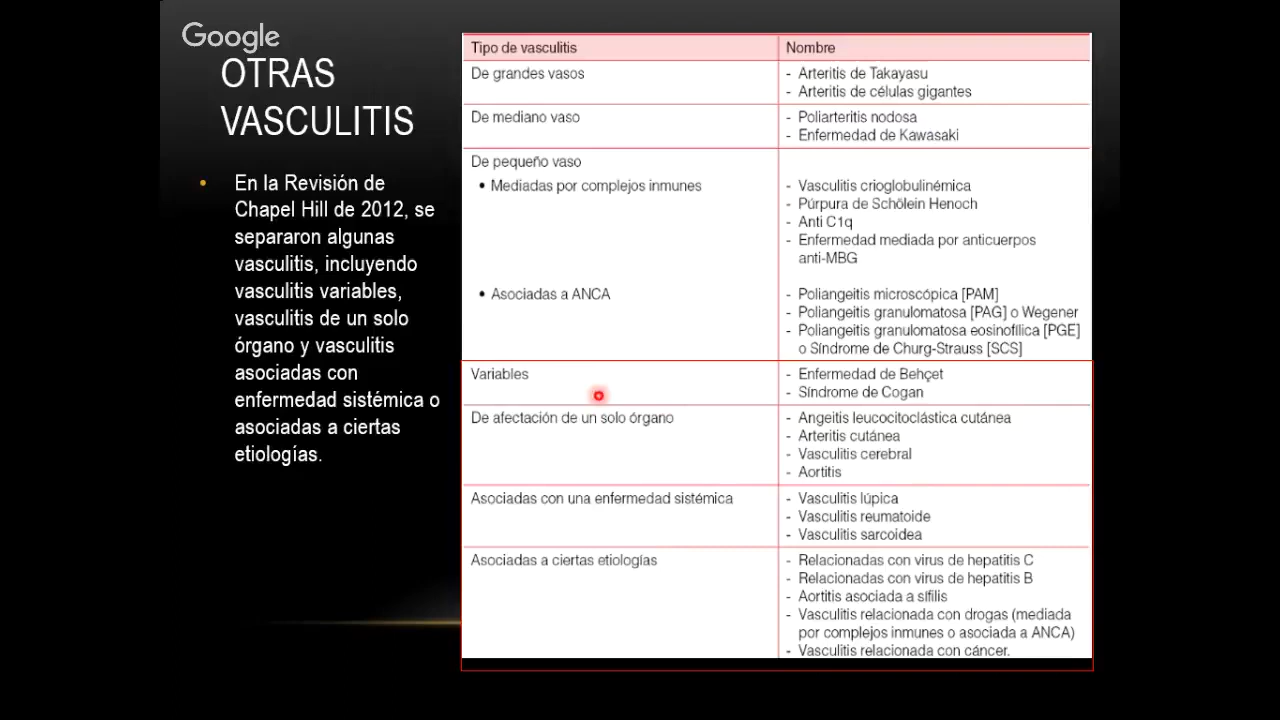 Google
OTRAS
VASCULITIS
• En la Revisión de
Chapel Hill de 2012, se
separaron algunas
vasculitis, incluyendo
vasculitis variables,
vasculitis de un solo
órgano y vasculitis
asociadas con
enfermedad sistémica o
asociadas a ciertas
etiologías.
Tipo de vasculitis Nombre
De grandes vasos - Arteritis de Takayasu
- Arteritis de células gigantes
De mediano vaso - Poliarteritis nodosa
- Enfermedad de Kawasaki
De pequeño vaso
• Mediadas por complejos inmunes - Vasculitis crioglobulinémica
- Púrpura de Schölein Henoch
- Anti C1q
- Enfermedad mediada por anticuerpos
anti-MBG
• Asociadas a ANCA - Poliangeítis microscópica [PAM]
- Poliangeitis granulomatosa [PAG] o Wegener
- Poliangeitis granulomatosa eosinofílica [PGE]
o Síndrome de Churg-Strauss [SCS]
Variables - Enfermedad de Behçet
- Síndrome de Cogan
De afectación de un solo órgano - Angeitis leucocitoclástica cutánea
- Arteritis cutánea
- Vasculitis cerebral
- Aortitis
Asociadas con una enfermedad sistémica - Vasculitis lúpica
- Vasculitis reumatoide
- Vasculitis sarcoidea
Asociadas a ciertas etiologías - Relacionadas con virus de hepatitis C
- Relacionadas con virus de hepatitis B
- Aortitis asociada a sífilis
- Vasculitis relacionada con drogas (mediada
por complejos inmunes o asociada a ANCA)
- Vasculitis relacionada con cáncer.